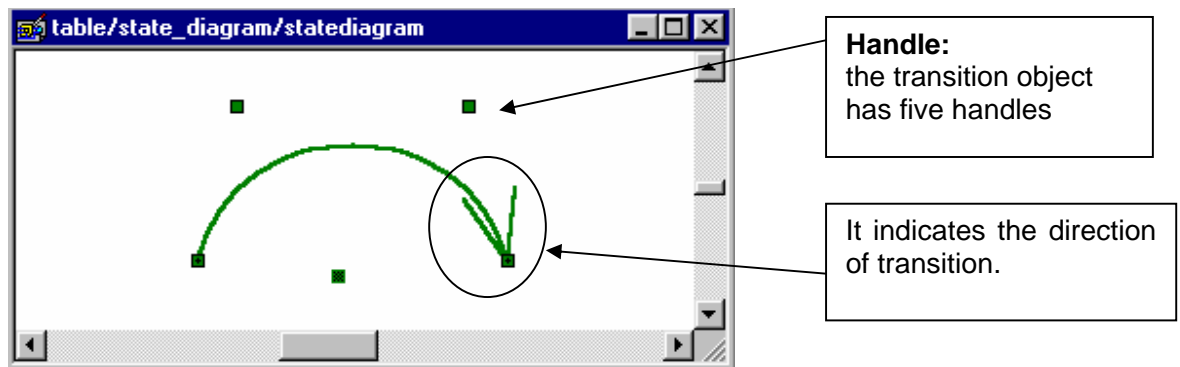 table/state_diagram/statediagram
Handle:
the transition object
has five handles
It indicates the direction
of transition.